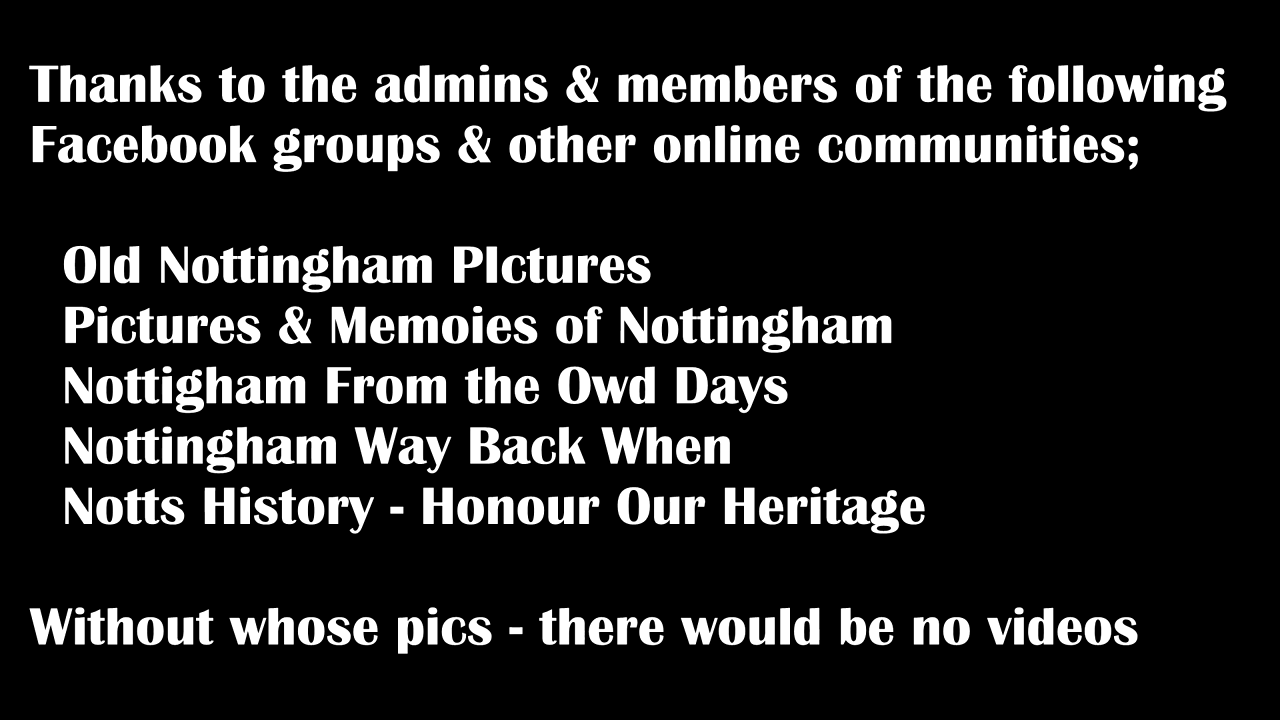 Thanks to the admins & members of the following
Facebook groups & other online communities;
Old Nottingham PIctures
Pictures & Memoies of Nottingham
Nottigham From the Owd Days
Nottingham Way Back When
Notts History - Honour Our Heritage
Without whose pics - there would be no videos